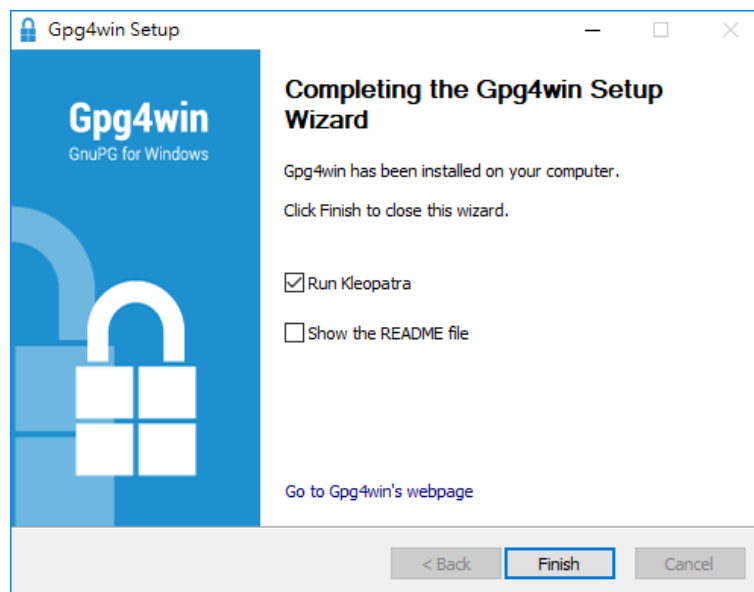 Gpg4win Setup
Gpg4win
GnuPG for Windows
Completing the Gpg4win Setup
Wizard
Gpg4win has been installed on your computer.
Click Finish to close this wizard.
Run Kleopatra
Show the README file
Go to Gpg4win's webpage
< Back Finish Cancel